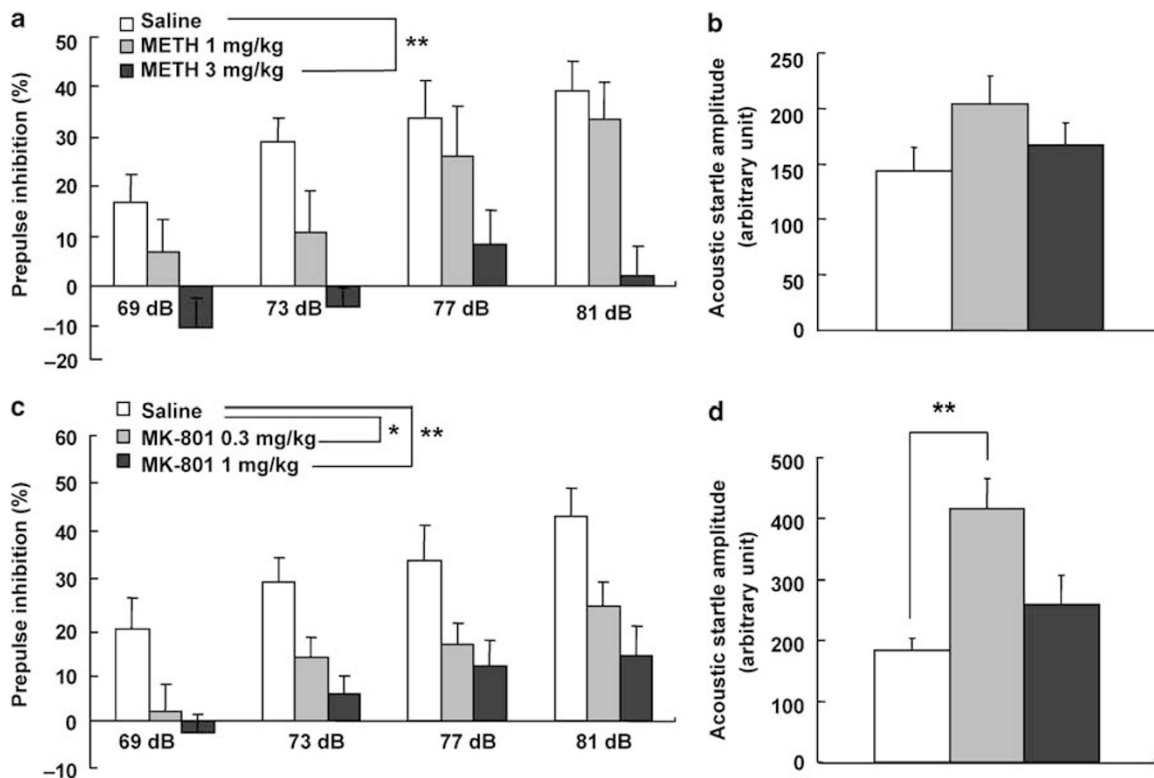 a
Saline
METH 1 mg/kg
METH 3 mg/kg
**
Prepulse inhibition (%)
50
40
30
20
10
0
–10
–20
69 dB
73 dB
77 dB
81 dB
b
Acoustic startle amplitude
(arbitrary unit)
250
200
150
100
50
0
c
Saline
MK-801 0.3 mg/kg
MK-801 1 mg/kg
*
**
Prepulse inhibition (%)
60
50
40
30
20
10
0
–10
69 dB
73 dB
77 dB
81 dB
d
**
Acoustic startle amplitude
(arbitrary unit)
500
400
300
200
100
0